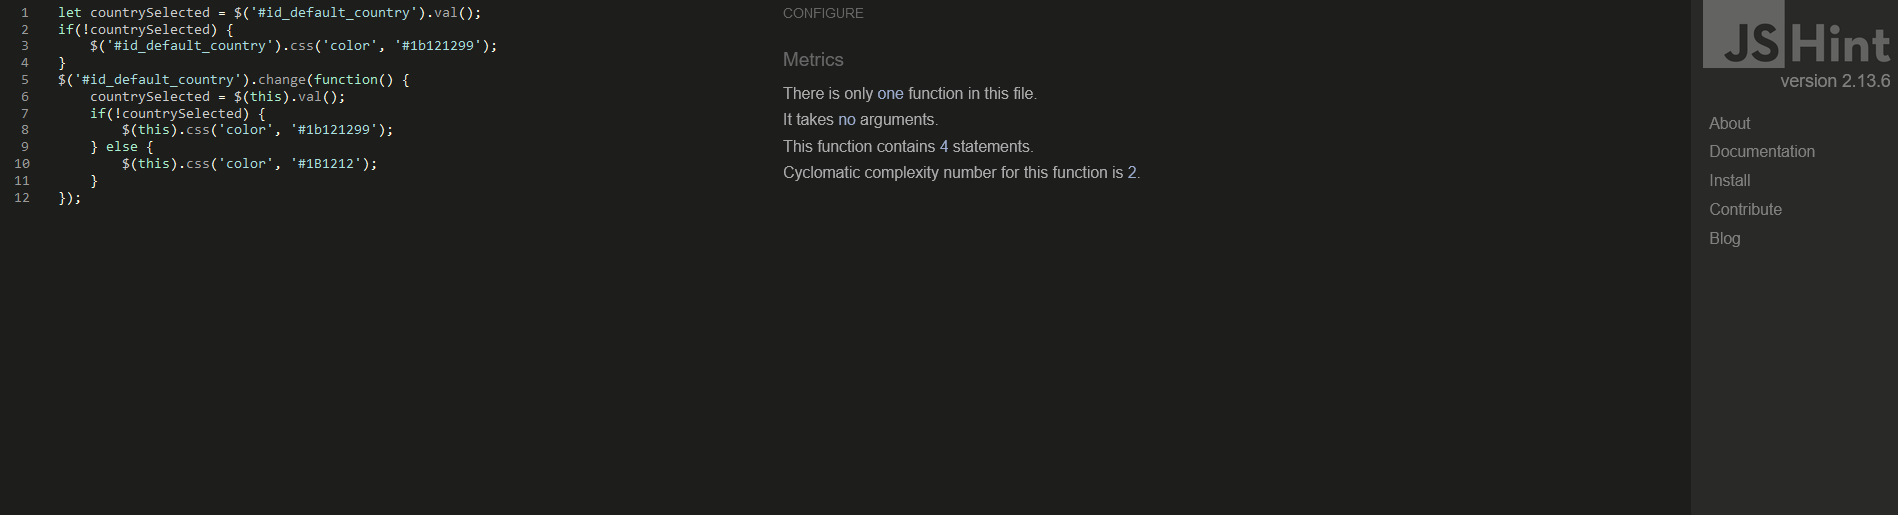 1 let countrySelected = $('#id_default_country').val();
2 if(!countrySelected) {
3 $('#id_default_country').css('color', '#1b121299');
4 }
5 $('#id_default_country').change(function() {
6 countrySelected = $(this).val();
7 if(!countrySelected) {
8 $(this).css('color', '#1b121299');
9 } else {
10 $(this).css('color', '#1B1212');
11 }
12 });
CONFIGURE
Metrics
There is only one function in this file.
It takes no arguments.
This function contains 4 statements.
Cyclomatic complexity number for this function is 2.
JSHint
version 2.13.6
About
Documentation
Install
Contribute
Blog